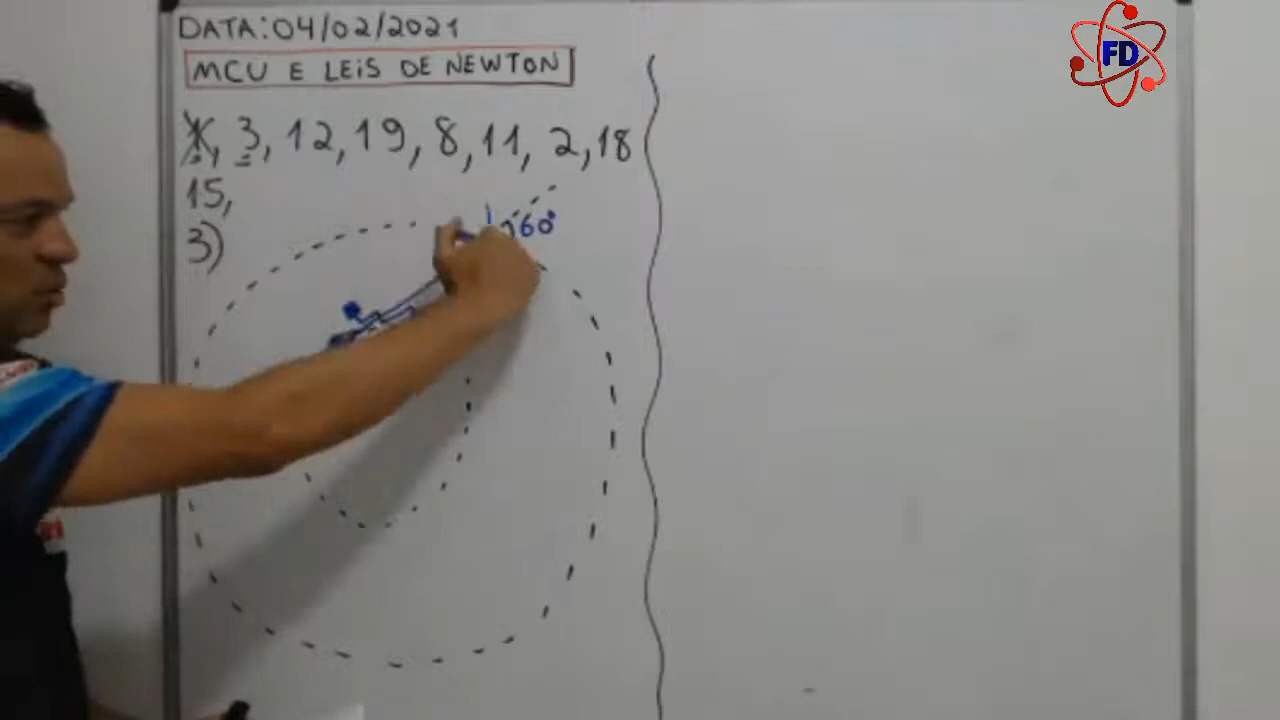 DATA: 04/02/2021
MCU E LEIS DE NEWTON
1, 3, 12, 19, 8, 11, 2, 18
15,
3)
60°
FD